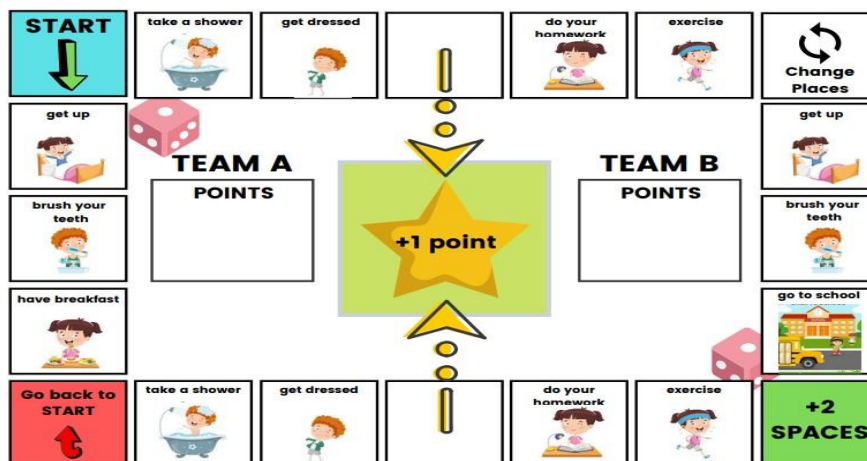 START
take a shower
get dressed
do your
homework
exercise
Change
Places
get up
get up
TEAM A
TEAM B
POINTS
POINTS
brush your
teeth
+1 point
brush your
teeth
have breakfast
go to school
Go back to
START
take a shower
get dressed
do your
homework
exercise
+2
SPACES